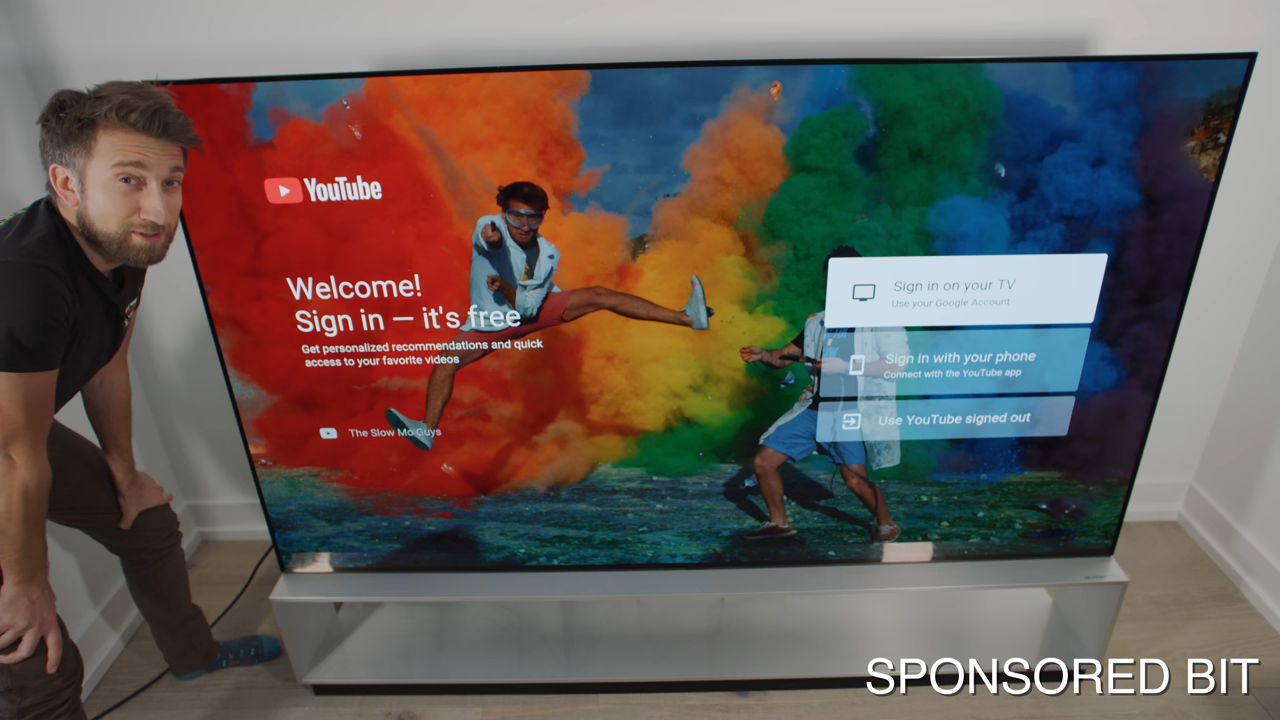 YouTube
Welcome!
Sign in — it's free
Get personalized recommendations and quick
access to your favorite videos
The Slow Mo Guys
Sign in on your TV
Use your Google Account
Sign in with your phone
Connect with the YouTube app
Use YouTube signed out
SPONSORED BIT